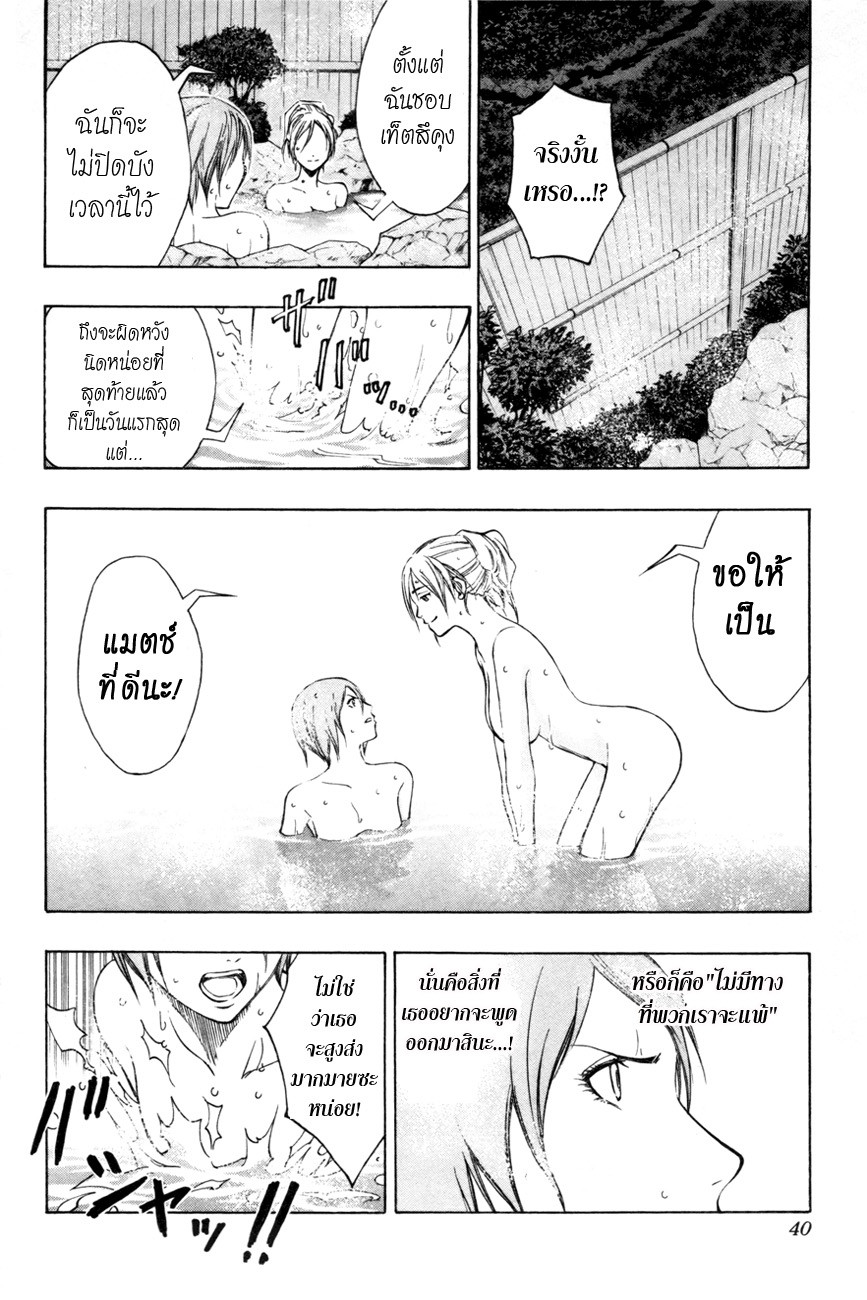 จริงงั้น
เหรอ...!?
ตั้งแต่
ฉันชอบ
เท็ตสึคุง
ฉันก็จะ
ไม่ปิดบัง
เวลานี้ไว้
ถึงจะผิดหวัง
นิดหน่อยที่
สุดท้ายแล้ว
ก็เป็นวันแรกสุด
แต่...
ザバッ...
ขอให้
เป็น
แมตช์
ที่ดีนะ!
หรือก็คือ"ไม่มีทาง
ที่พวกเราจะแพ้"
นั่นคือสิ่งที่
เธออยากจะพูด
ออกมาสินะ...!
ไม่ใช่
ว่าเธอ
จะสูงส่ง
มากมายซะ
หน่อย!
バシャッ!!
40